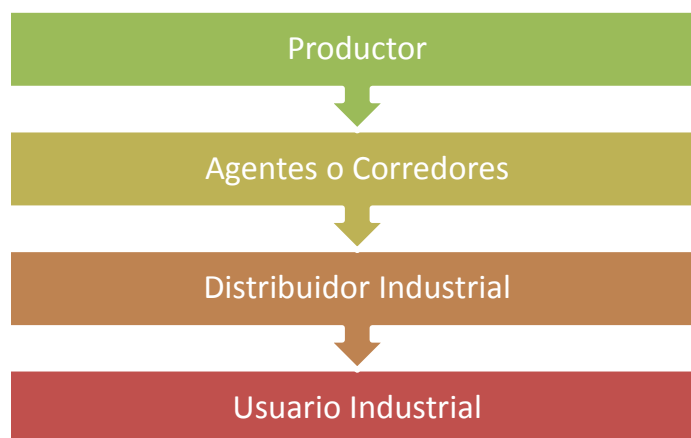 Productor
Agentes o Corredores
Distribuidor Industrial
Usuario Industrial